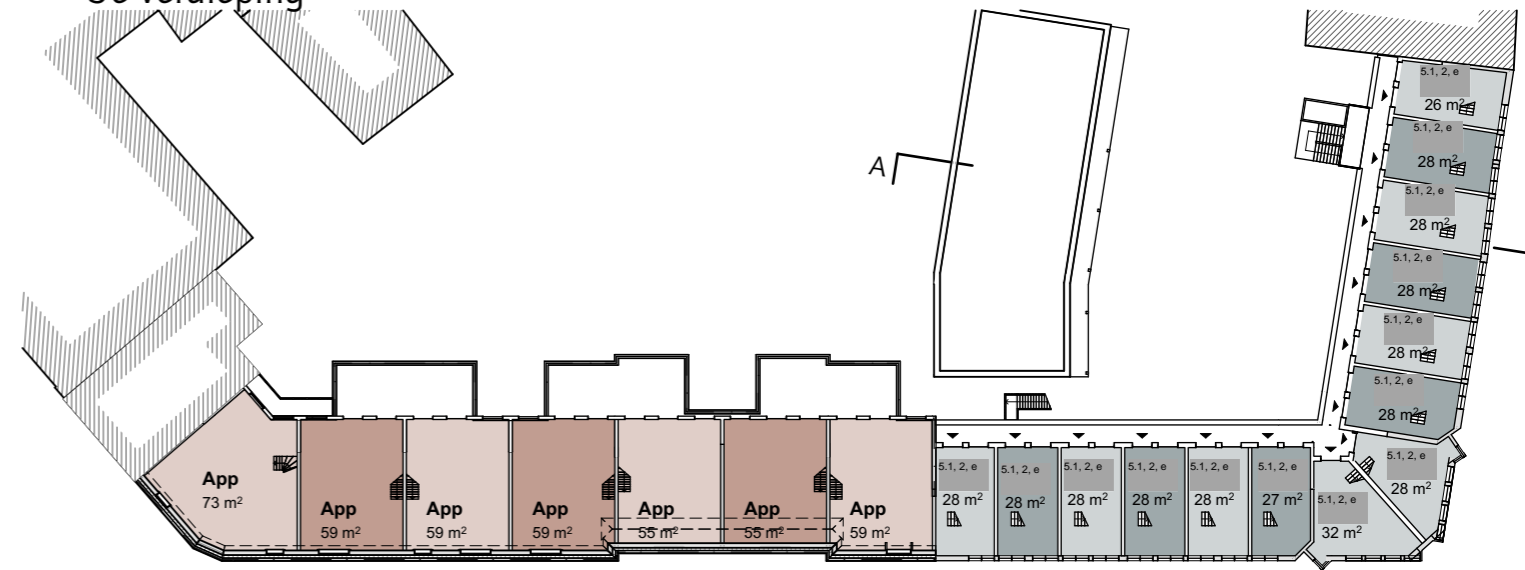 verdieping
A
5.1, 2, e
26 m²
5.1, 2, e
28 m²
5.1, 2, e
28 m²
5.1, 2, e
28 m²
5.1, 2, e
28 m²
5.1, 2, e
28 m²
5.1, 2, e
28 m²
App
73 m²
App
59 m²
App
59 m²
App
59 m²
App
55 m²
App
55 m²
App
59 m²
5.1, 2, e
28 m²
5.1, 2, e
28 m²
5.1, 2, e
28 m²
5.1, 2, e
28 m²
5.1, 2, e
28 m²
5.1, 2, e
27 m²
5.1, 2, e
32 m²